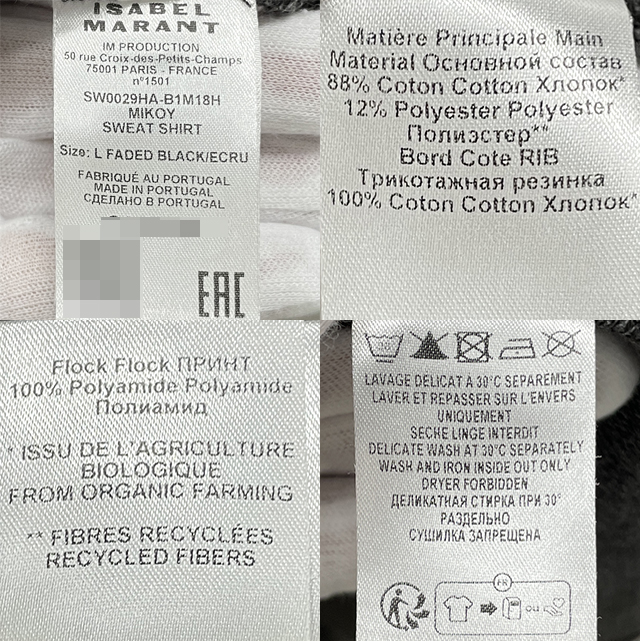 ISABEL
MARANT
IM PRODUCTION
50 rue Croix-des-Petits-Champs
75001 PARIS - FRANCE
n°1501
SW0029HA-B1M18H
MIKOY
SWEAT SHIRT
Size: L FADED BLACK/ECRU
FABRIQUÉ AU PORTUGAL
MADE IN PORTUGAL
СДЕЛАНО В PORTUGAL
EAC
Matière Principale Main
Material Основной состав
88% Coton Cotton Хлопок*
12% Polyester Polyester
Полиэстер**
Bord Cote RIB
Трикотажная резинка
100% Coton Cotton Хлопок*
Flock Flock ПРИНТ
100% Polyamide Polyamide
Полиамид
* ISSU DE L'AGRICULTURE
BIOLOGIQUE
FROM ORGANIC FARMING
** FIBRES RECYCLÉES
RECYCLED FIBERS
30
LAVAGE DELICAT A 30°C SEPAREMENT
LAVER ET REPASSER SUR L'ENVERS
UNIQUEMENT
SECHE LINGE INTERDIT
DELICATE WASH AT 30°C SEPARATELY
WASH AND IRON INSIDE OUT ONLY
DRYER FORBIDDEN
ДЕЛИКАТНАЯ СТИРКА ПРИ 30°
РАЗДЕЛЬНО
СУШИЛКА ЗАПРЕЩЕНА
FR
ou